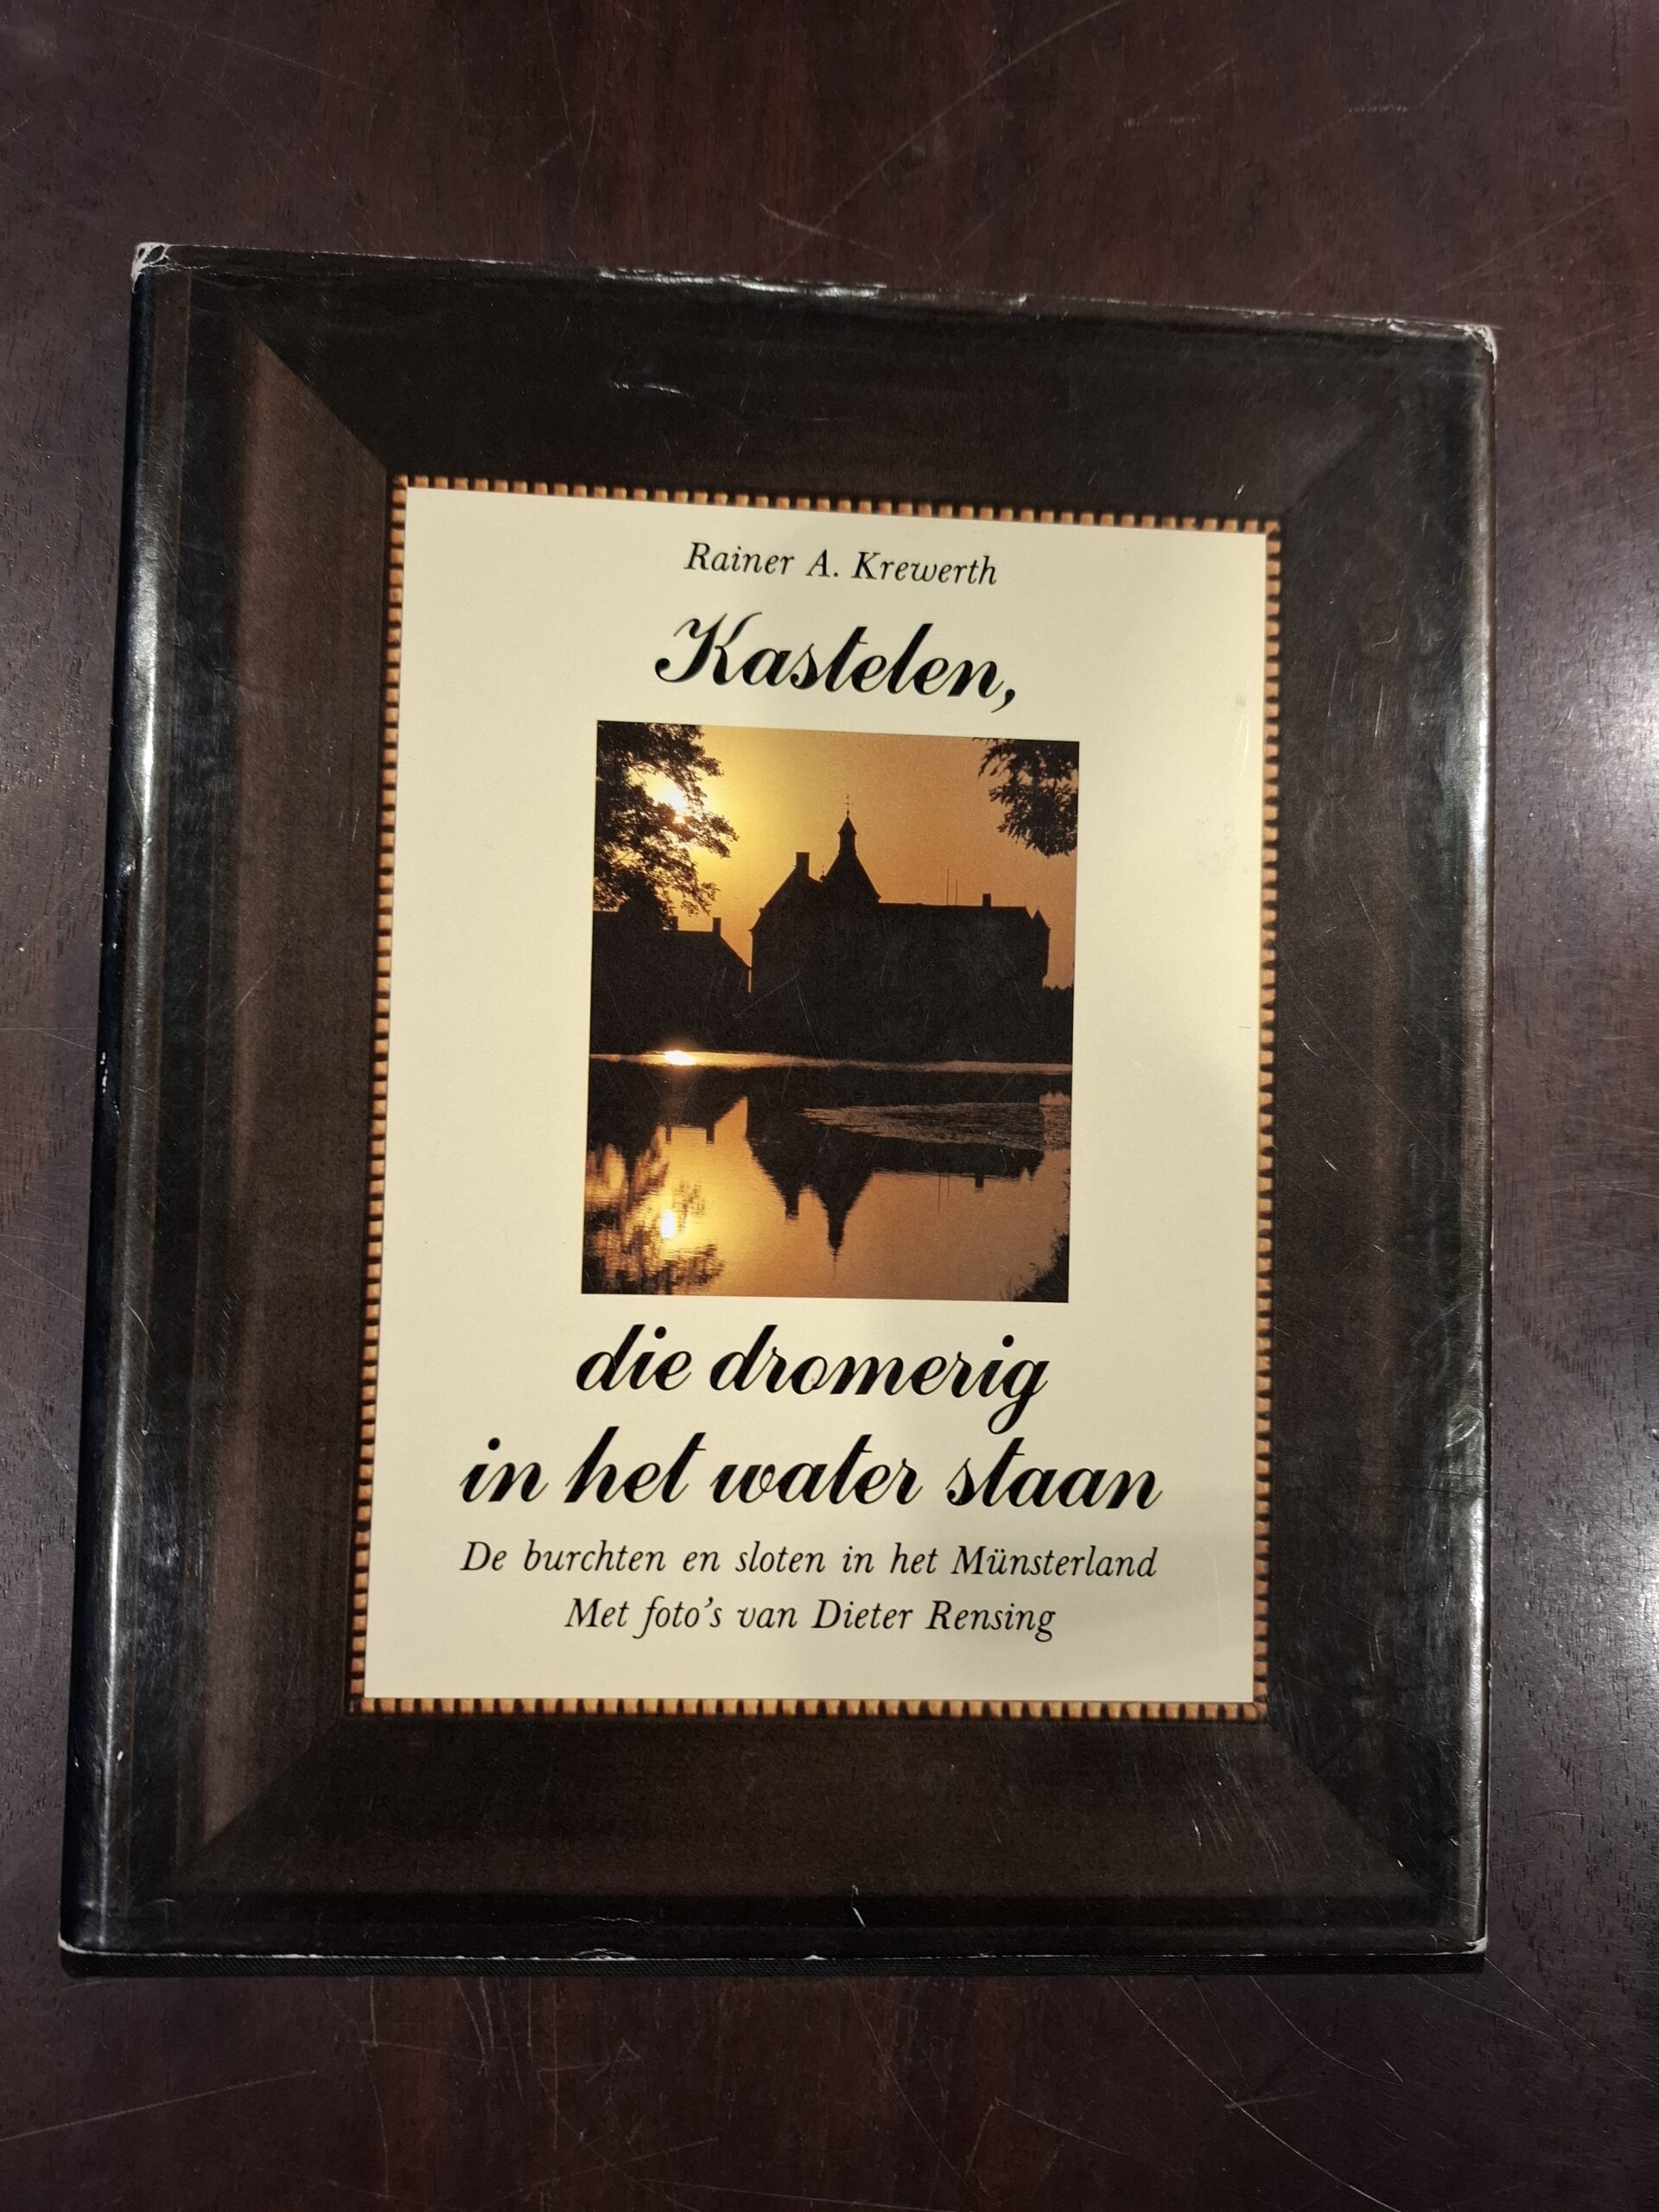 Rainer A. Krewerth
Kastelen,
die dromerig
in het water staan
De burchten en sloten in het Münsterland
Met foto's van Dieter Rensing